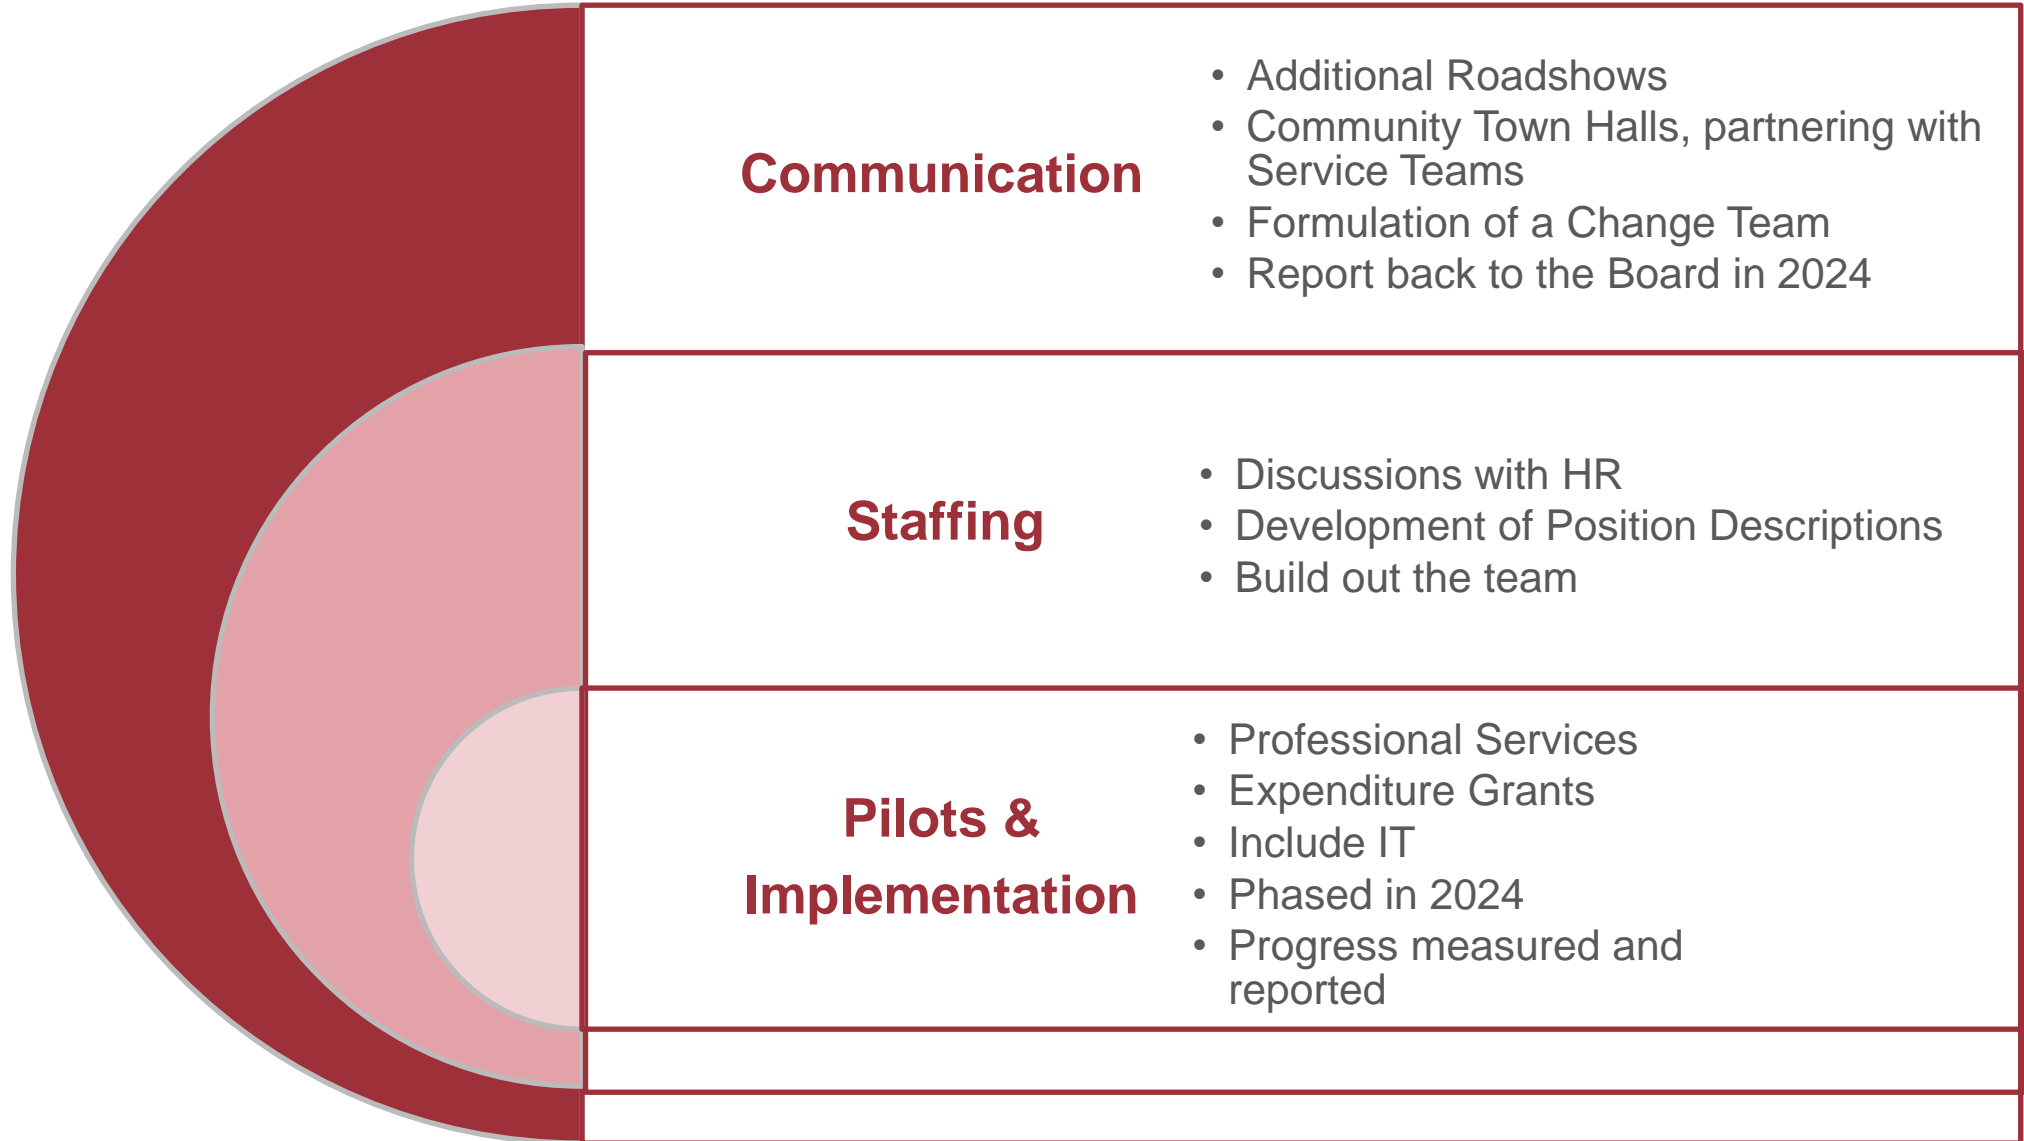 Communication
• Additional Roadshows
• Community Town Halls, partnering with
Service Teams
• Formulation of a Change Team
• Report back to the Board in 2024
Staffing
• Discussions with HR
• Development of Position Descriptions
• Build out the team
Pilots &
Implementation
• Professional Services
• Expenditure Grants
• Include IT
• Phased in 2024
• Progress measured and
reported